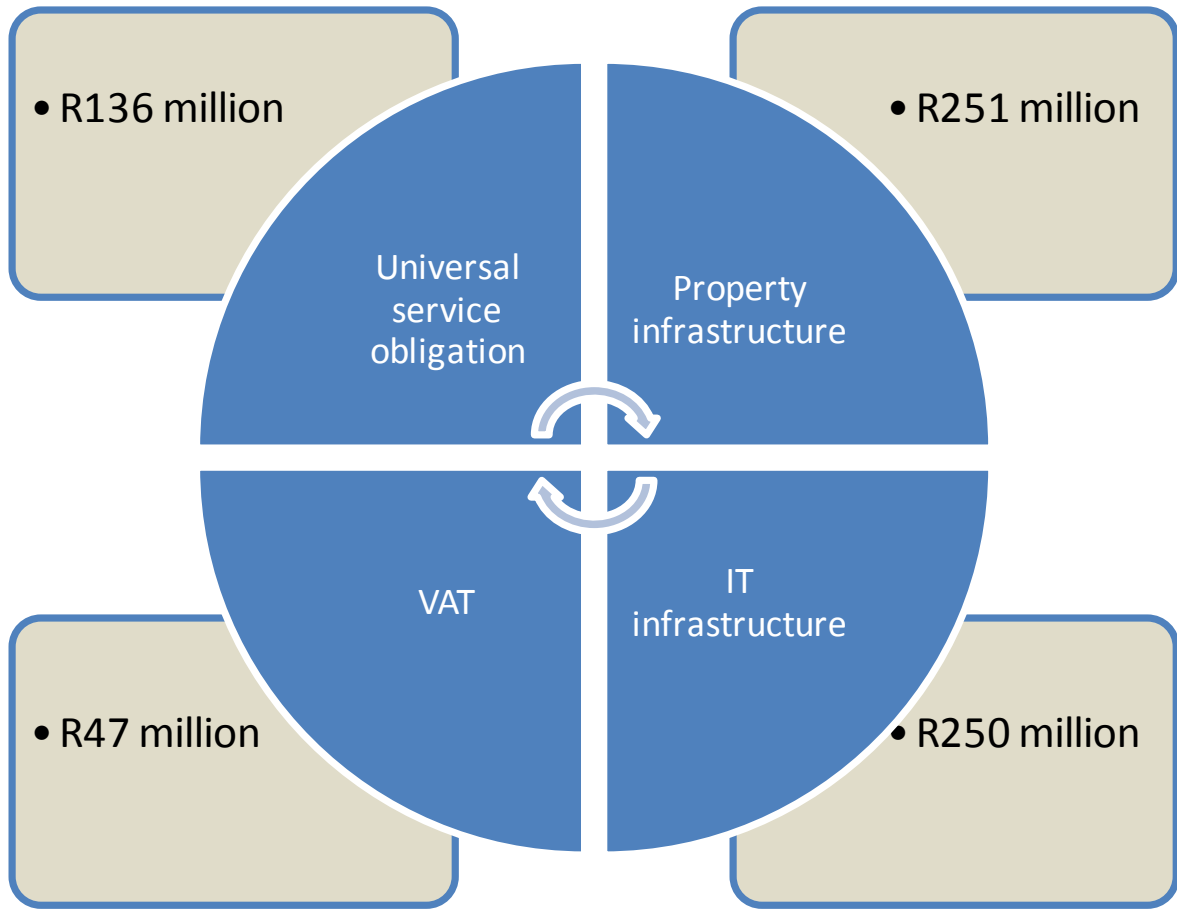 • R136 million
• R251 million
Universal
service
obligation
Property
infrastructure
VAT
IT
infrastructure
• R47 million
• R250 million